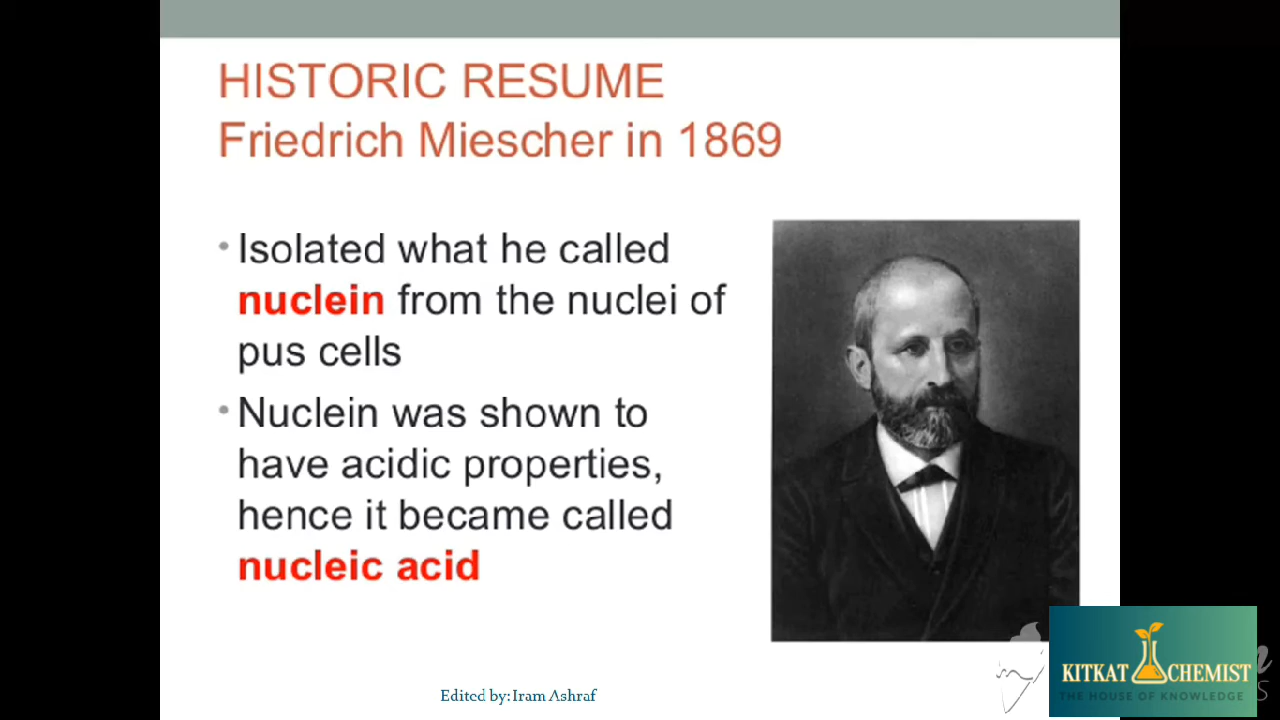 HISTORIC RESUME
Friedrich Miescher in 1869
• Isolated what he called
nuclein from the nuclei of
pus cells
• Nuclein was shown to
have acidic properties,
hence it became called
nucleic acid
KITKAT CHEMIST
THE HOUSE OF KNOWLEDGE
Edited by: Iram Ashraf